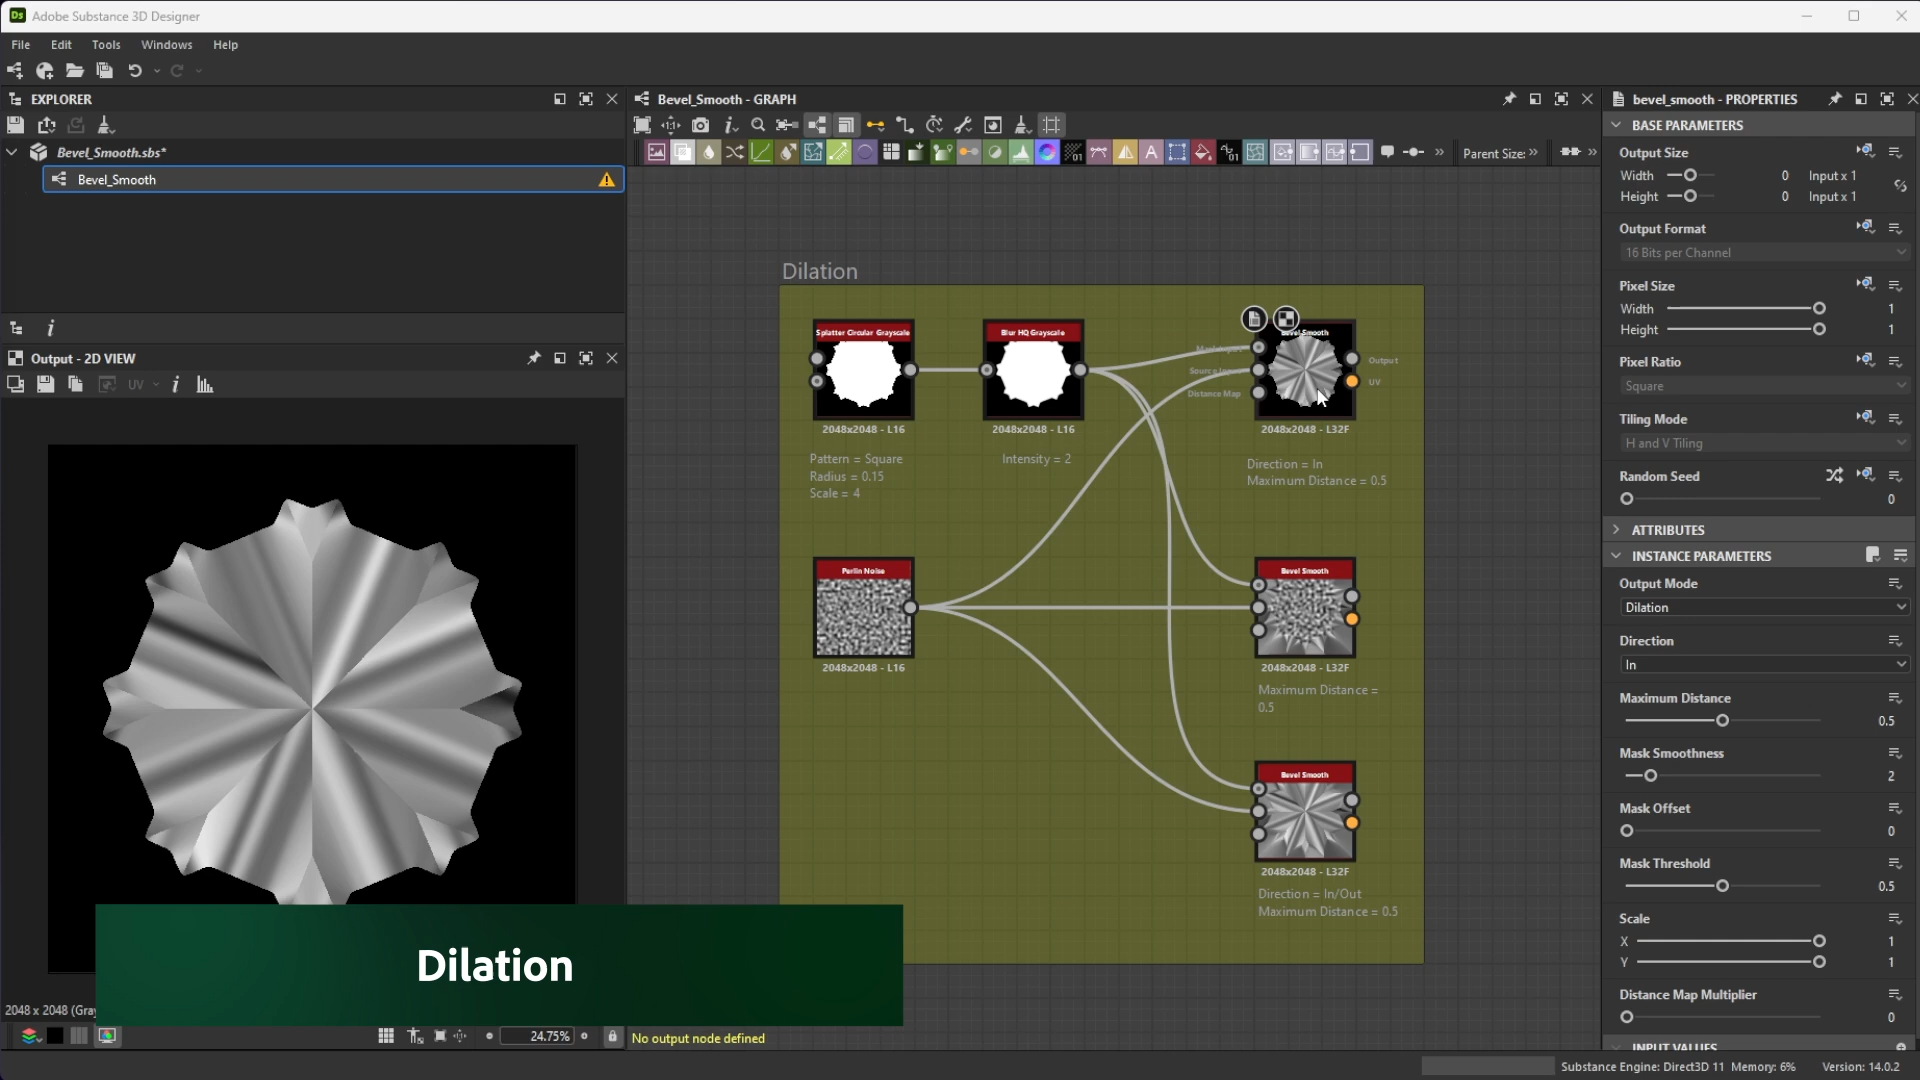 Ds Adobe Substance 3D Designer
File Edit Tools Windows Help
EXPLORER
Bevel_Smooth.sbs*
Bevel_Smooth
Output - 2D VIEW
UV
2048 x 2048 (Gray
24.75%
Bevel_Smooth - GRAPH
Parent Size:
Dilation
Splatter Circular Grayscale
2048x2048 - L16
Pattern = Square
Radius = 0.15
Scale = 4
Blur HQ Grayscale
2048x2048 - L16
Intensity = 2
Bevel Smooth
Source Input
Distance Map
Output
UV
2048x2048 - L32F
Direction = In
Maximum Distance = 0.5
Perlin Noise
2048x2048 - L16
Bevel Smooth
2048x2048 - L32F
Maximum Distance =
0.5
Bevel Smooth
2048x2048 - L32F
Direction = In/Out
Maximum Distance = 0.5
Dilation
No output node defined
bevel_smooth - PROPERTIES
BASE PARAMETERS
Output Size
Width 0 Input x 1
Height 0 Input x 1
Output Format
16 Bits per Channel
Pixel Size
Width 1
Height 1
Pixel Ratio
Square
Tiling Mode
H and V Tiling
Random Seed
0
ATTRIBUTES
INSTANCE PARAMETERS
Output Mode
Dilation
Direction
In
Maximum Distance
0.5
Mask Smoothness
2
Mask Offset
0
Mask Threshold
0.5
Scale
X 1
Y 1
Distance Map Multiplier
0
INPUT VALUES
Substance Engine: Direct3D 11 Memory: 6% Version: 14.0.2